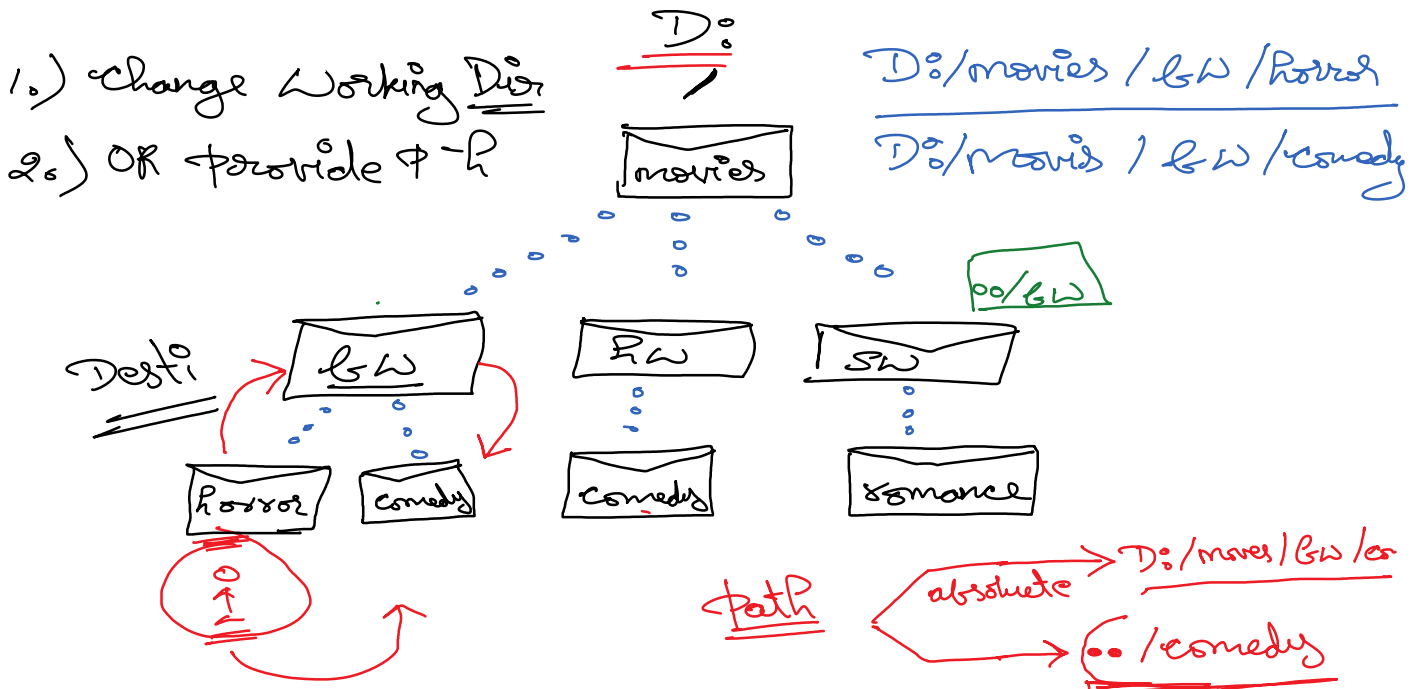 D:
1.) Change Working Dir
2.) OR provide P-h
D:/movies/bW/horror
D:/movis/bW/comedy
movies
../bW
Desti
bW
hW
SW
horror
comedy
comedy
romance
Path
absolute
D:/moves/bW/co
../comedy